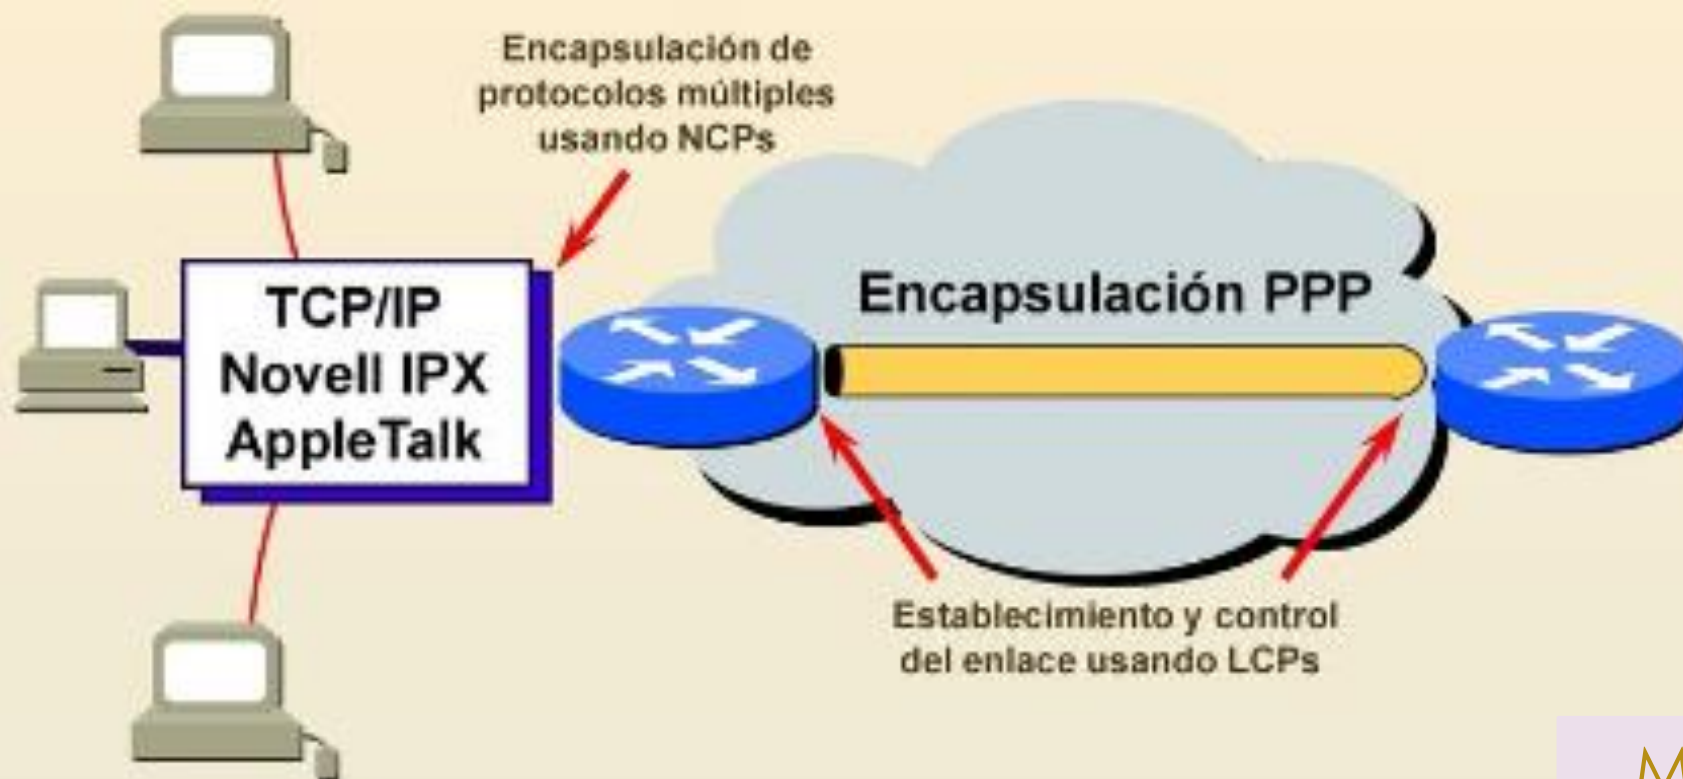 Encapsulación de
protocolos múltiples
usando NCPs
TCP/IP
Novell IPX
AppleTalk
Encapsulación PPP
Establecimiento y control
del enlace usando LCPs